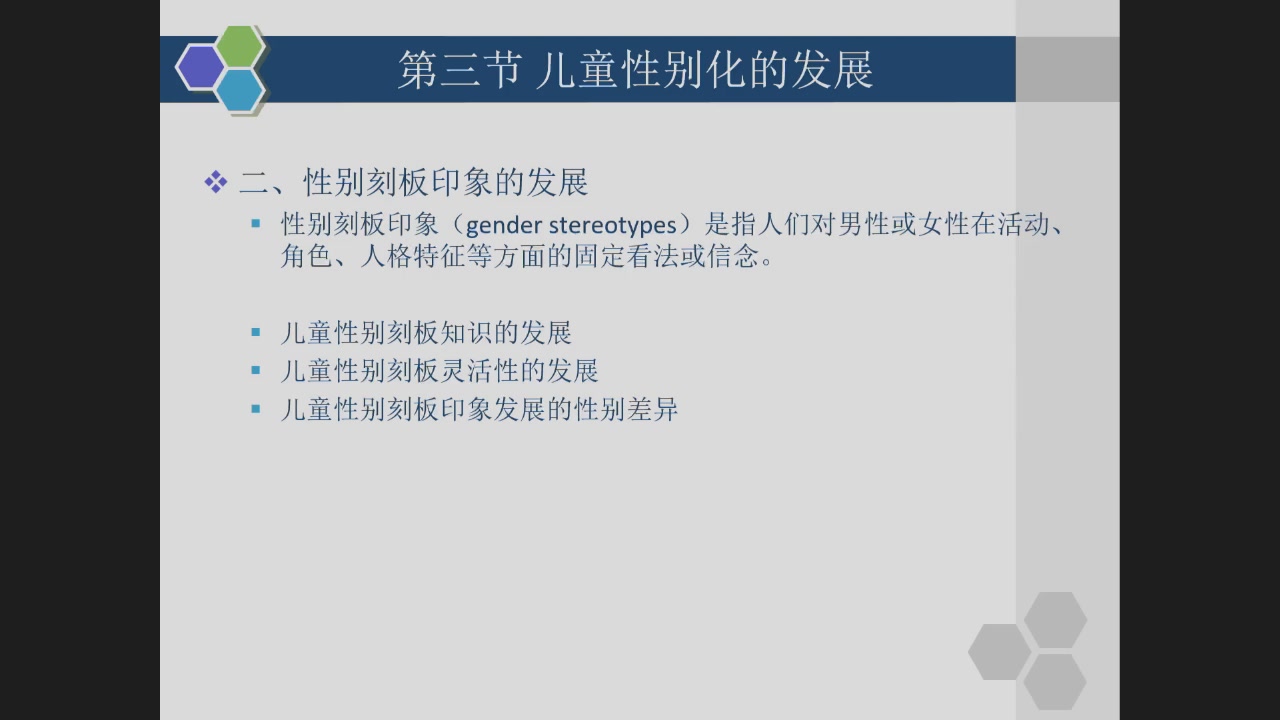 第三节 儿童性别化的发展
二、性别刻板印象的发展
性别刻板印象（gender stereotypes）是指人们对男性或女性在活动、
角色、人格特征等方面的固定看法或信念。
儿童性别刻板知识的发展
儿童性别刻板灵活性的发展
儿童性别刻板印象发展的性别差异